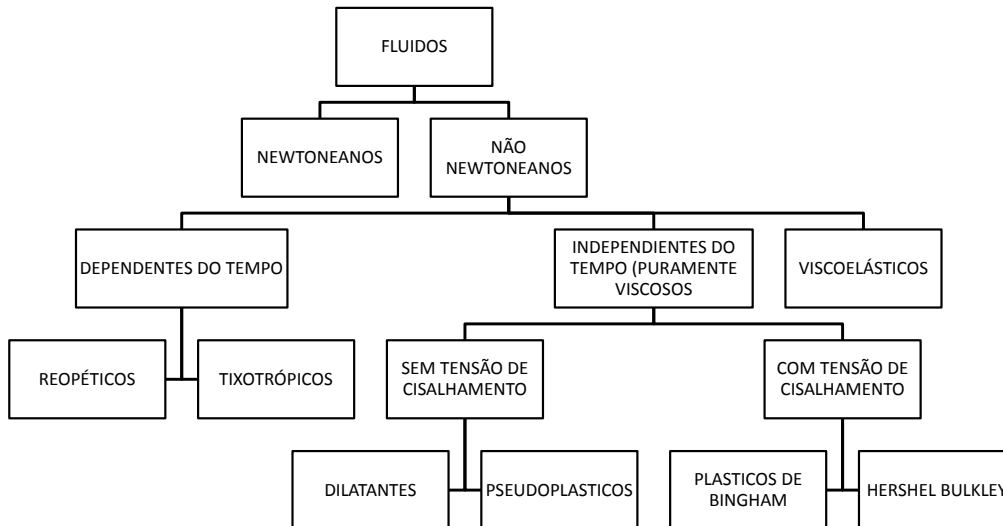 FLUIDOS
NEWTONEANOS
NÃO
NEWTONEANOS
DEPENDENTES DO TEMPO
INDEPENDIENTES DO
TEMPO (PURAMENTE
VISCOSOS
VISCOELÁSTICOS
REOPÉTICOS
TIXOTRÓPICOS
SEM TENSÃO DE
CISALHAMENTO
COM TENSÃO DE
CISALHAMENTO
DILATANTES
PSEUDOPLASTICOS
PLASTICOS DE
BINGHAM
HERSHEL BULKLEY